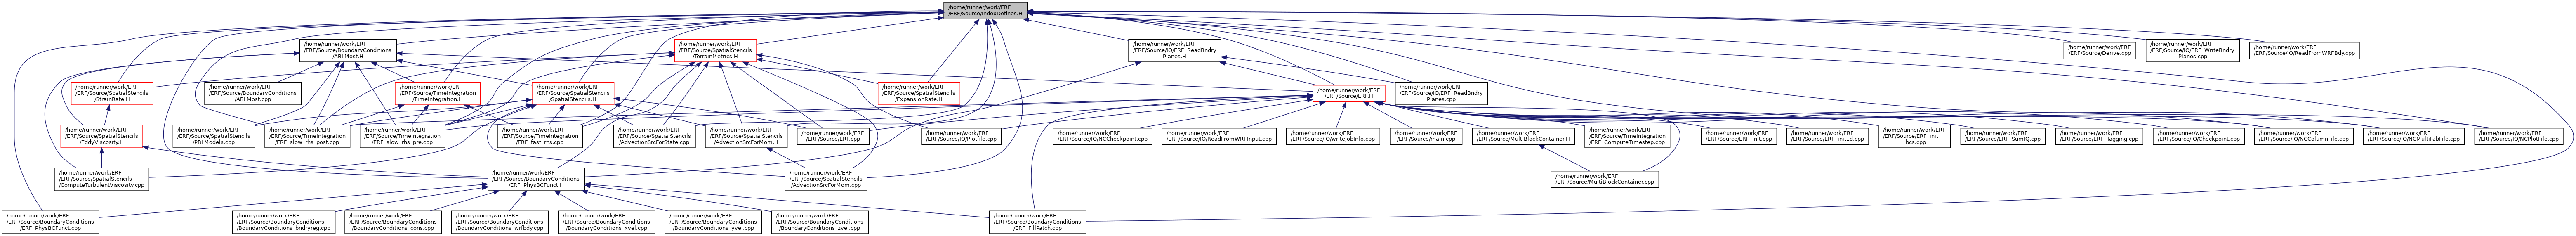 /home/runner/work/ERF
/ERF/Source/IndexDefines.H
/home/runner/work/ERF
/ERF/Source/BoundaryConditions
/ABLMost.H
/home/runner/work/ERF
/ERF/Source/SpatialStencils
/TerrainMetrics.H
/home/runner/work/ERF
/ERF/Source/IO/ERF_ReadBndry
Planes.H
/home/runner/work/ERF
/ERF/Source/Derive.cpp
/home/runner/work/ERF
/ERF/Source/IO/ERF_WriteBndry
Planes.cpp
/home/runner/work/ERF
/ERF/Source/IO/ReadFromWRFBdy.cpp
/home/runner/work/ERF
/ERF/Source/SpatialStencils
/StrainRate.H
/home/runner/work/ERF
/ERF/Source/BoundaryConditions
/ABLMost.cpp
/home/runner/work/ERF
/ERF/Source/TimeIntegration
/TimeIntegration.H
/home/runner/work/ERF
/ERF/Source/SpatialStencils
/SpatialStencils.H
/home/runner/work/ERF
/ERF/Source/SpatialStencils
/ExpansionRate.H
/home/runner/work/ERF
/ERF/Source/ERF.H
/home/runner/work/ERF
/ERF/Source/IO/ERF_ReadBndry
Planes.cpp
/home/runner/work/ERF
/ERF/Source/SpatialStencils
/EddyViscosity.H
/home/runner/work/ERF
/ERF/Source/SpatialStencils
/PBLModels.cpp
/home/runner/work/ERF
/ERF/Source/TimeIntegration
/ERF_slow_rhs_post.cpp
/home/runner/work/ERF
/ERF/Source/TimeIntegration
/ERF_slow_rhs_pre.cpp
/home/runner/work/ERF
/ERF/Source/TimeIntegration
/ERF_fast_rhs.cpp
/home/runner/work/ERF
/ERF/Source/SpatialStencils
/AdvectionSrcForState.cpp
/home/runner/work/ERF
/ERF/Source/SpatialStencils
/AdvectionSrcForMom.H
/home/runner/work/ERF
/ERF/Source/ERF.cpp
/home/runner/work/ERF
/ERF/Source/IO/Plotfile.cpp
/home/runner/work/ERF
/ERF/Source/IO/NCCheckpoint.cpp
/home/runner/work/ERF
/ERF/Source/IO/ReadFromWRFInput.cpp
/home/runner/work/ERF
/ERF/Source/IO/writeJobInfo.cpp
/home/runner/work/ERF
/ERF/Source/main.cpp
/home/runner/work/ERF
/ERF/Source/MultiBlockContainer.H
/home/runner/work/ERF
/ERF/Source/TimeIntegration
/ERF_ComputeTimestep.cpp
/home/runner/work/ERF
/ERF/Source/ERF_init.cpp
/home/runner/work/ERF
/ERF/Source/ERF_init1d.cpp
/home/runner/work/ERF
/ERF/Source/ERF_init
_bcs.cpp
/home/runner/work/ERF
/ERF/Source/ERF_SumIQ.cpp
/home/runner/work/ERF
/ERF/Source/ERF_Tagging.cpp
/home/runner/work/ERF
/ERF/Source/IO/Checkpoint.cpp
/home/runner/work/ERF
/ERF/Source/IO/NCColumnFile.cpp
/home/runner/work/ERF
/ERF/Source/IO/NCMultiFabFile.cpp
/home/runner/work/ERF
/ERF/Source/IO/NCPlotFile.cpp
/home/runner/work/ERF
/ERF/Source/SpatialStencils
/ComputeTurbulentViscosity.cpp
/home/runner/work/ERF
/ERF/Source/BoundaryConditions
/ERF_PhysBCFunct.H
/home/runner/work/ERF
/ERF/Source/SpatialStencils
/AdvectionSrcForMom.cpp
/home/runner/work/ERF
/ERF/Source/MultiBlockContainer.cpp
/home/runner/work/ERF
/ERF/Source/BoundaryConditions
/ERF_PhysBCFunct.cpp
/home/runner/work/ERF
/ERF/Source/BoundaryConditions
/BoundaryConditions_bndryreg.cpp
/home/runner/work/ERF
/ERF/Source/BoundaryConditions
/BoundaryConditions_cons.cpp
/home/runner/work/ERF
/ERF/Source/BoundaryConditions
/BoundaryConditions_wrfbdy.cpp
/home/runner/work/ERF
/ERF/Source/BoundaryConditions
/BoundaryConditions_xvel.cpp
/home/runner/work/ERF
/ERF/Source/BoundaryConditions
/BoundaryConditions_yvel.cpp
/home/runner/work/ERF
/ERF/Source/BoundaryConditions
/BoundaryConditions_zvel.cpp
/home/runner/work/ERF
/ERF/Source/BoundaryConditions
/ERF_FillPatch.cpp